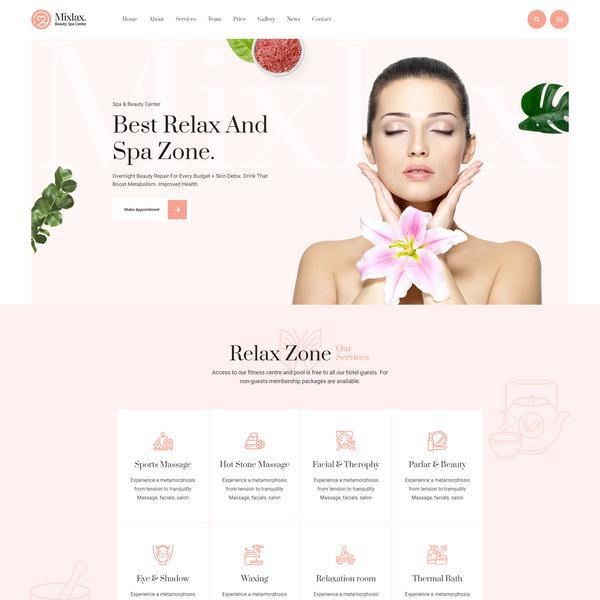 Mixlax.
Beauty, Spa Center
Home About Services Team Price Gallery News Contact
Mixlax
Spa & Beauty Center
Best Relax And
Spa Zone.
Overnight Beauty Repair For Every Budget + Skin Detox. Drink That
Boost Metabolism. Improved Health.
Make Appointment
Relax Zone Our
Services
Access to our fitness centre and pool is free to all our hotel guests. For
non-guests membership packages are available.
Sports Massage Hot Stone Massage Facial & Therophy Parlar & Beauty
Experience a metamorphosis Experience a metamorphosis Experience a metamorphosis Experience a metamorphosis
from tension to tranquility from tension to tranquility from tension to tranquility from tension to tranquility
Massage, facials, salon Massage, facials, salon Massage, facials, salon Massage, facials, salon
Eye & Shadow Waxing Relaxation room Thermal Bath
Experience a metamorphosis Experience a metamorphosis Experience a metamorphosis Experience a metamorphosis